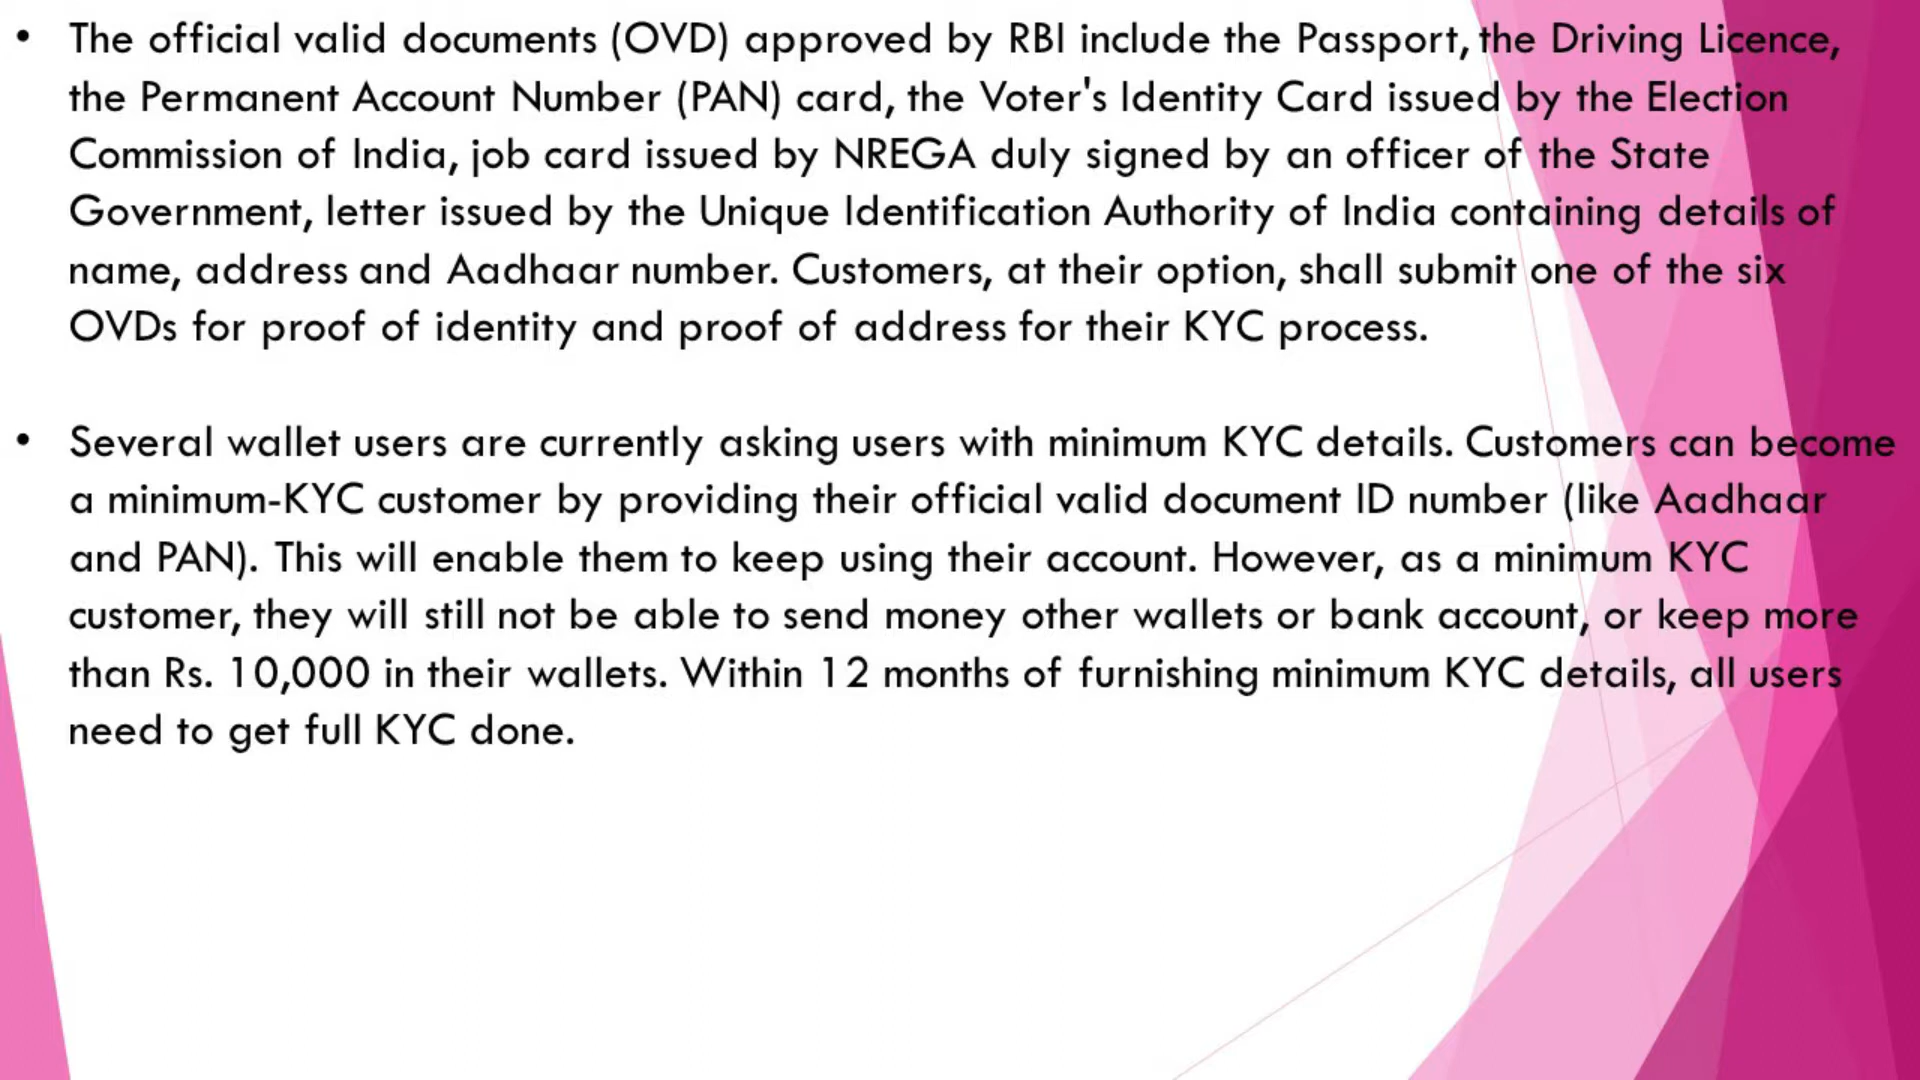 • The official valid documents (OVD) approved by RBI include the Passport, the Driving Licence,
the Permanent Account Number (PAN) card, the Voter's Identity Card issued by the Election
Commission of India, job card issued by NREGA duly signed by an officer of the State
Government, letter issued by the Unique Identification Authority of India containing details of
name, address and Aadhaar number. Customers, at their option, shall submit one of the six
OVDs for proof of identity and proof of address for their KYC process.
• Several wallet users are currently asking users with minimum KYC details. Customers can become
a minimum-KYC customer by providing their official valid document ID number (like Aadhaar
and PAN). This will enable them to keep using their account. However, as a minimum KYC
customer, they will still not be able to send money other wallets or bank account, or keep more
than Rs. 10,000 in their wallets. Within 12 months of furnishing minimum KYC details, all users
need to get full KYC done.